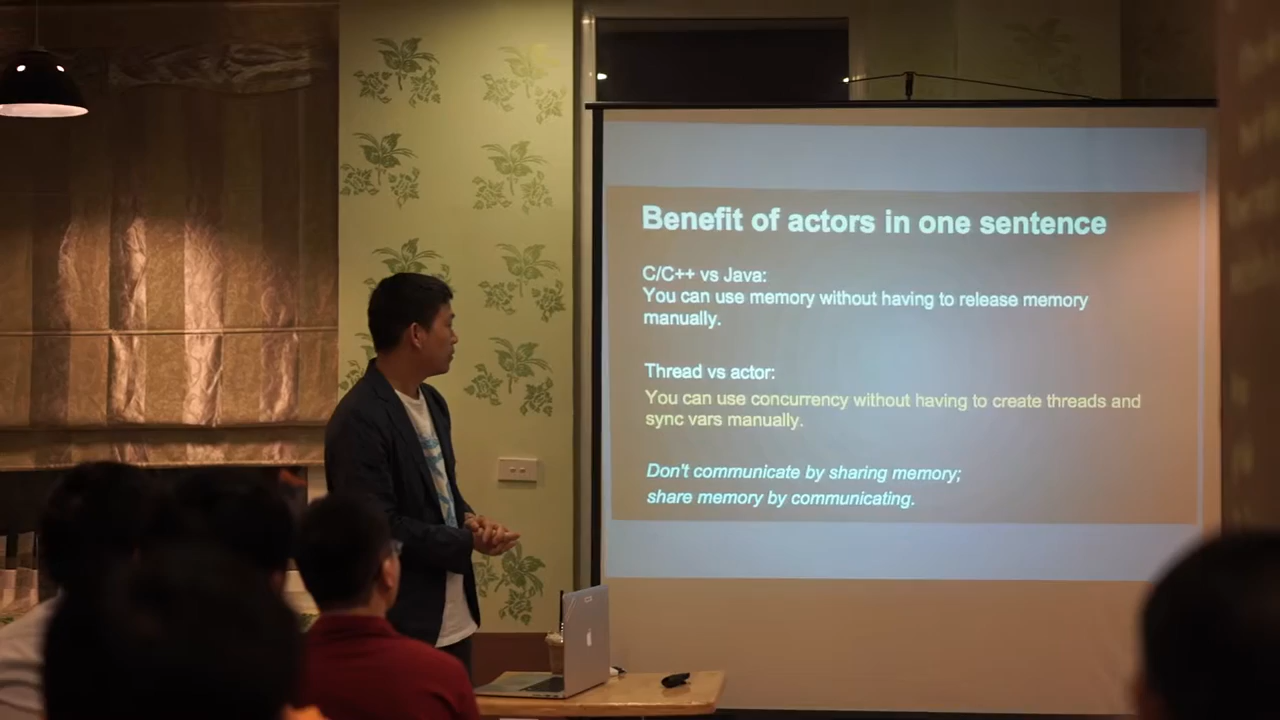 Benefit of actors in one sentence
C/C++ vs Java:
You can use memory without having to release memory
manually.
Thread vs actor:
You can use concurrency without having to create threads and
sync vars manually.
Don't communicate by sharing memory;
share memory by communicating.